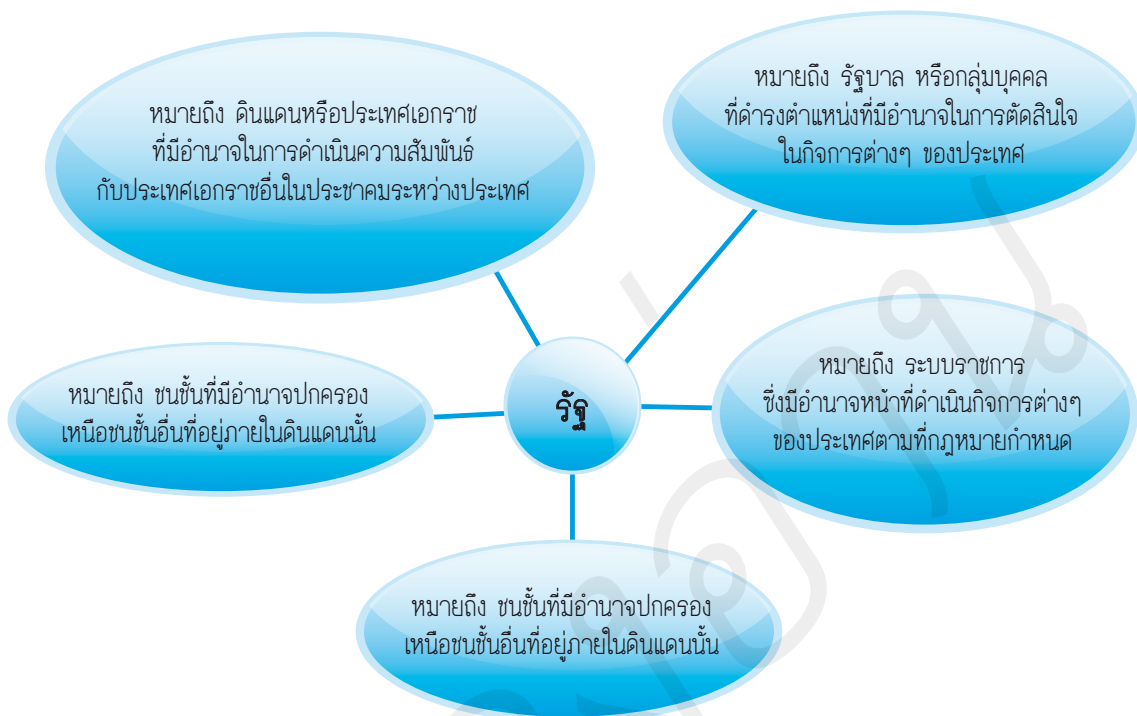 หมายถึง ดินแดนหรือประเทศเอกราช
ที่มีอำนาจในการดำเนินความสัมพันธ์
กับประเทศเอกราชอื่นในประชาคมระหว่างประเทศ
หมายถึง รัฐบาล หรือกลุ่มบุคคล
ที่ดำรงตำแหน่งที่มีอำนาจในการตัดสินใจ
ในกิจการต่างๆ ของประเทศ
หมายถึง ชนชั้นที่มีอำนาจปกครอง
เหนือชนชั้นอื่นที่อยู่ภายในดินแดนนั้น
รัฐ
หมายถึง ระบบราชการ
ซึ่งมีอำนาจหน้าที่ดำเนินกิจการต่างๆ
ของประเทศตามที่กฎหมายกำหนด
หมายถึง ชนชั้นที่มีอำนาจปกครอง
เหนือชนชั้นอื่นที่อยู่ภายในดินแดนนั้น